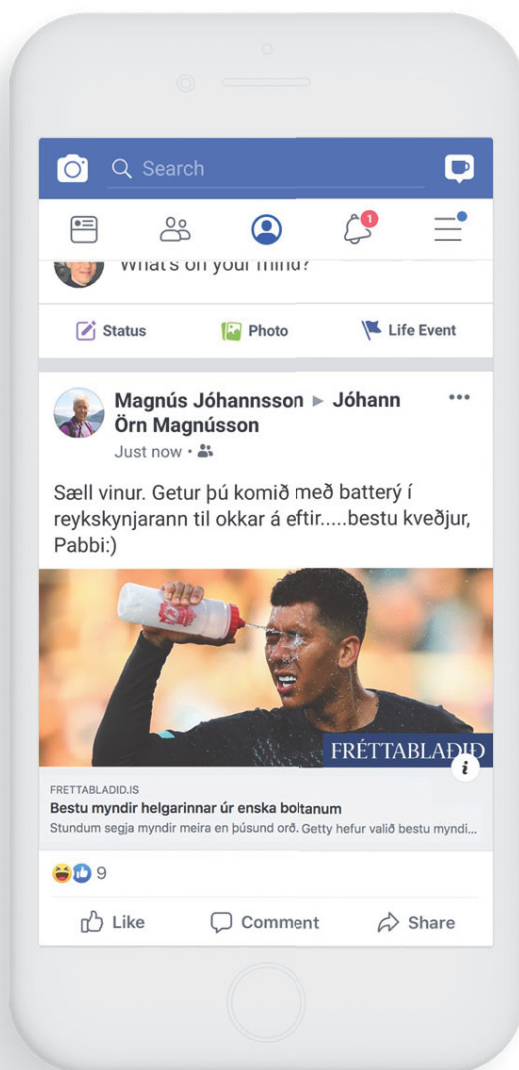 Search
1
What's on your mind?
Status Photo Life Event
Magnús Jóhannsson ▸ Jóhann
Örn Magnússon
Just now ·
Sæll vinur. Getur þú komið með batterý í
reykskynjarann til okkar á eftir.....bestu kveðjur,
Pabbi:)
FRÉTTABLAÐIÐ
i
FRETTABLADID.IS
Bestu myndir helgarinnar úr enska boltanum
Stundum segja myndir meira en þúsund orð. Getty hefur valið bestu myndi...
9
Like Comment Share